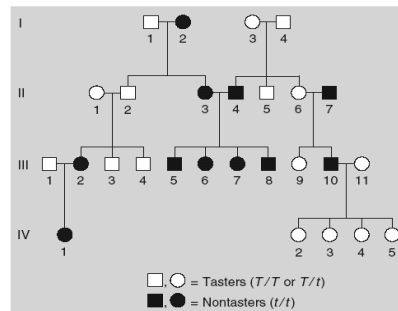 I
1 2 3 4
II
1 2 3 4 5 6 7
III
1 2 3 4 5 6 7 8 9 10 11
IV
1 2 3 4 5
, = Tasters (T/T or T/t)
, = Nontasters (t/t)